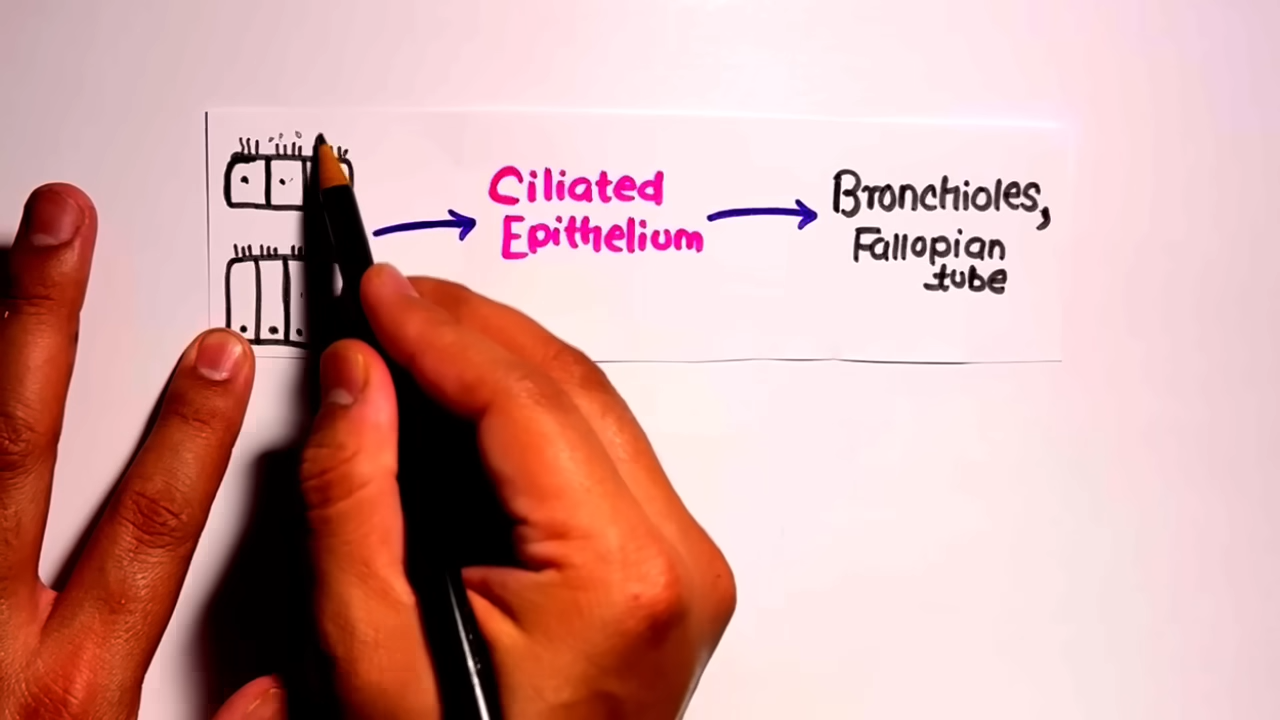 Ciliated
Epithelium
Bronchioles,
Fallopian
tube